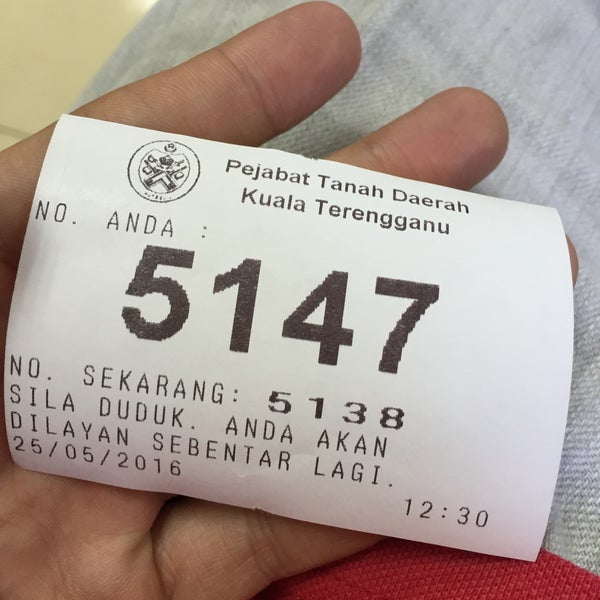 Pejabat Tanah Daerah
Kuala Terengganu
NO. ANDA :
5147
NO. SEKARANG: 5138
SILA DUDUK. ANDA AKAN
DILAYAN SEBENTAR LAGI.
25/05/2016
12:30